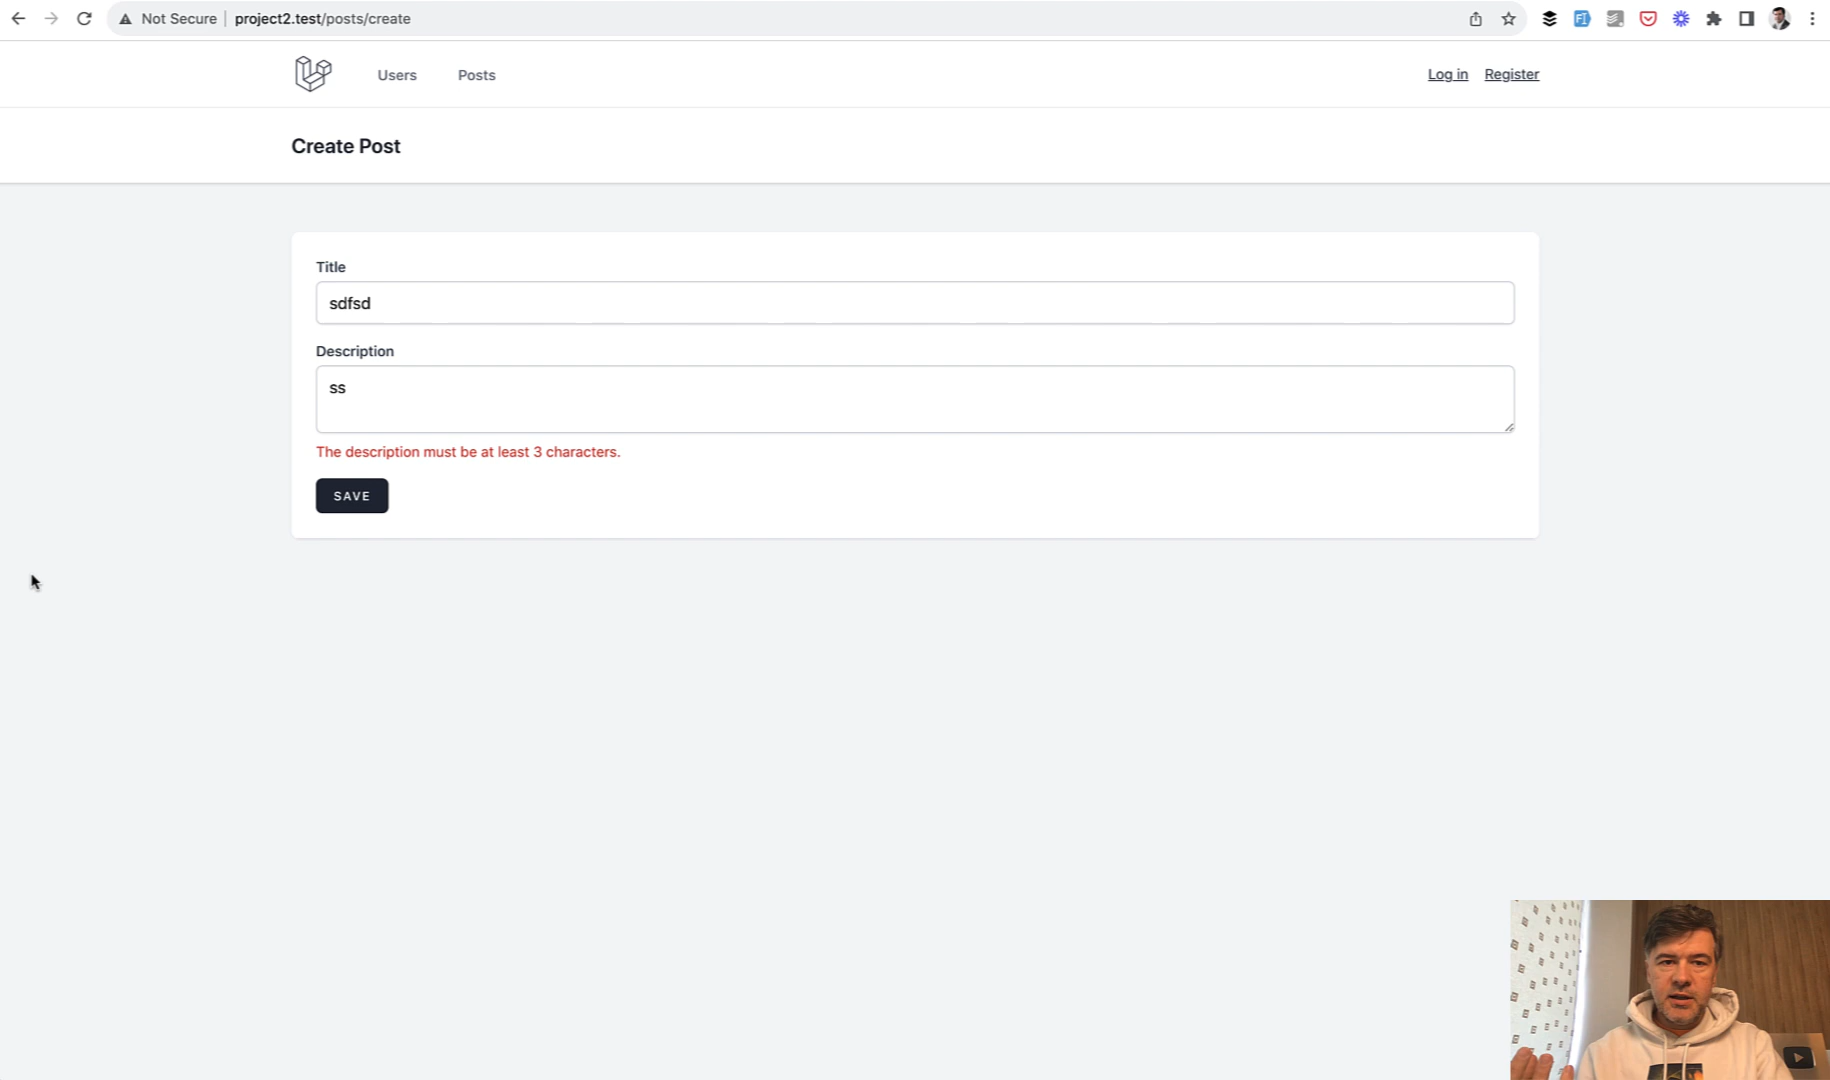 Not Secure project2.test/posts/create
Users Posts Log in Register
Create Post
Title
sdfsd
Description
ss
The description must be at least 3 characters.
SAVE